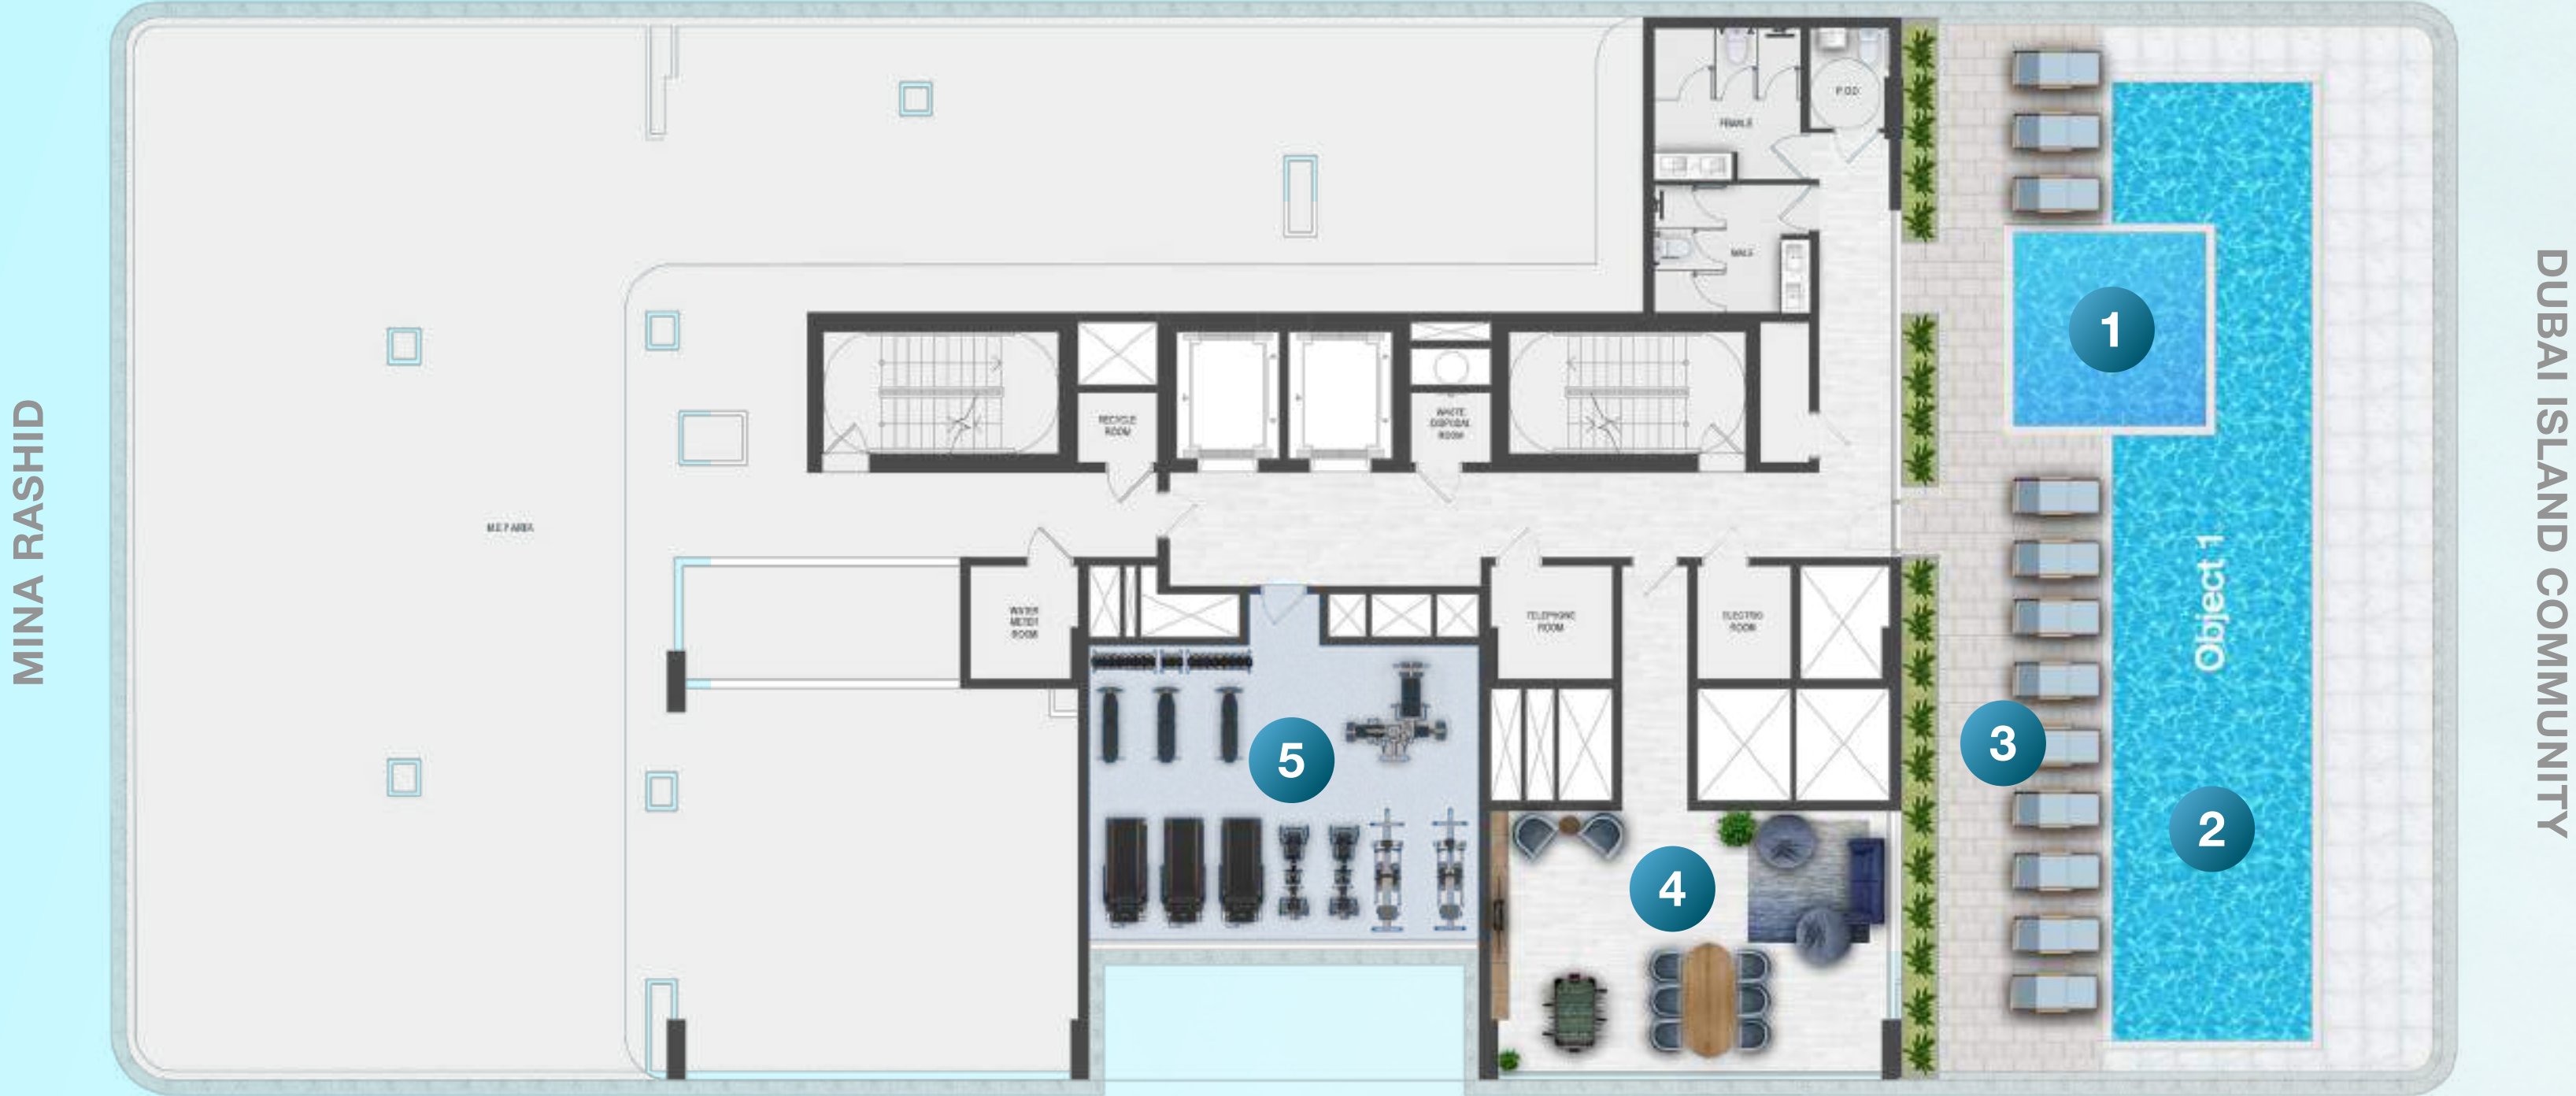 MINA RASHID
DUBAI ISLAND COMMUNITY
P.O.D
FEMALE
MALE
1
RECYCLE
ROOM
WASTE
DISPOSAL
ROOM
M.E.P AREA
WATER
METER
ROOM
TELEPHONE
ROOM
ELECTRIC
ROOM
Object 1
3
5
2
4